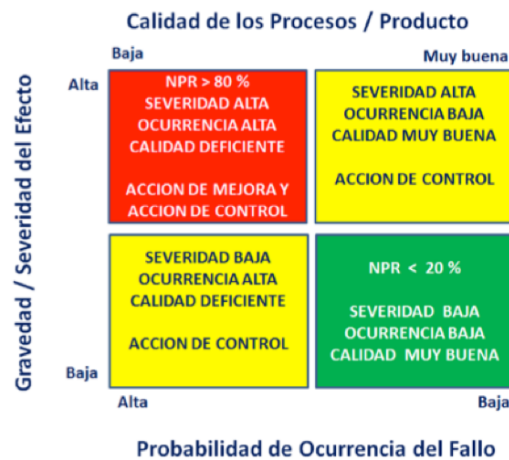 Calidad de los Procesos / Producto
Baja
Muy buena
Gravedad / Severidad del Efecto
Alta
NPR > 80 %
SEVERIDAD ALTA
OCURRENCIA ALTA
CALIDAD DEFICIENTE
ACCION DE MEJORA Y
ACCION DE CONTROL
SEVERIDAD ALTA
OCURRENCIA BAJA
CALIDAD MUY BUENA
ACCION DE CONTROL
SEVERIDAD BAJA
OCURRENCIA ALTA
CALIDAD DEFICIENTE
ACCION DE CONTROL
NPR < 20 %
SEVERIDAD BAJA
OCURRENCIA BAJA
CALIDAD MUY BUENA
Baja
Alta
Baja
Probabilidad de Ocurrencia del Fallo